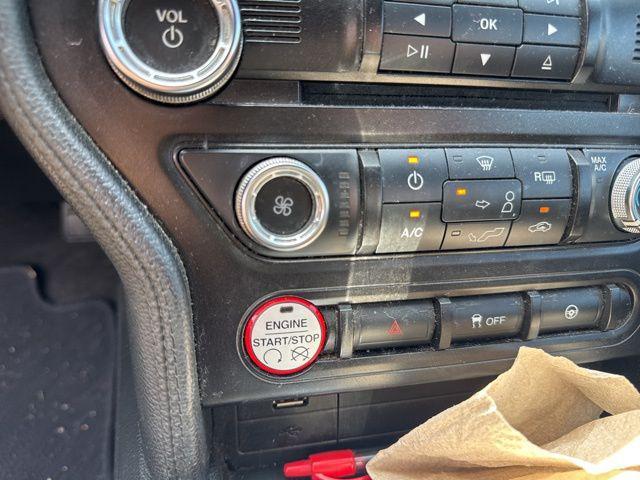 VOL
OK
MAX
A/C
R
A/C
ENGINE
START/STOP
OFF